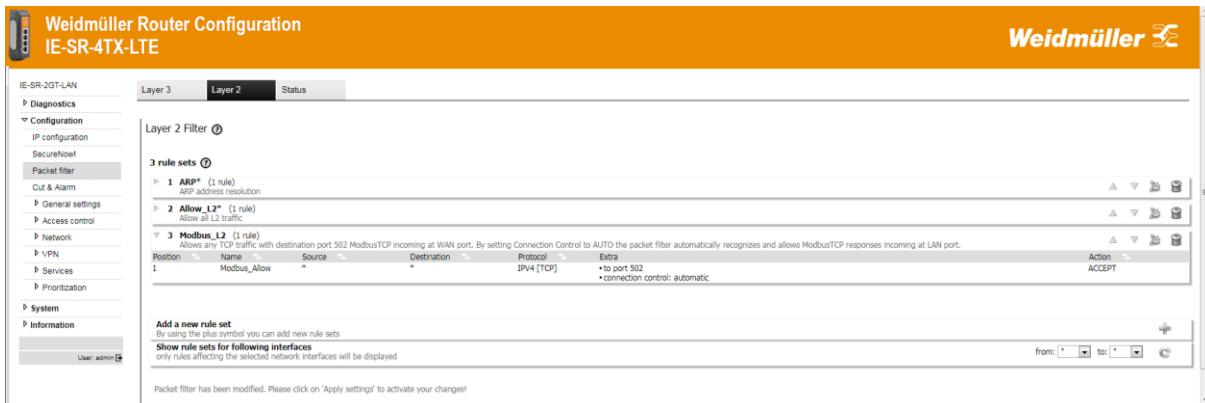 Weidmüller Router Configuration
IE-SR-4TX-LTE
Weidmüller
IE-SR-2GT-LAN
Diagnostics
Configuration
IP configuration
SecureNow!
Packet filter
Cut & Alarm
General settings
Access control
Network
VPN
Services
Prioritization
System
Information
User: admin
Layer 3 Layer 2 Status
Layer 2 Filter
3 rule sets
1 ARP* (1 rule)
ARP address resolution
2 Allow_L2* (1 rule)
Allow all L2 traffic
3 Modbus_L2 (1 rule)
Allows any TCP traffic with destination port 502 ModbusTCP incoming at WAN port. By setting Connection Control to AUTO the packet filter automatically recognizes and allows ModbusTCP responses incoming at LAN port.
Position Name Source Destination Protocol Extra Action
1 Modbus_Allow * * IPV4 [TCP] • to port 502 ACCEPT
• connection control: automatic
Add a new rule set
By using the plus symbol you can add new rule sets
Show rule sets for following interfaces
only rules affecting the selected network interfaces will be displayed
from: * to: *
Packet filter has been modified. Please click on 'Apply settings' to activate your changes!